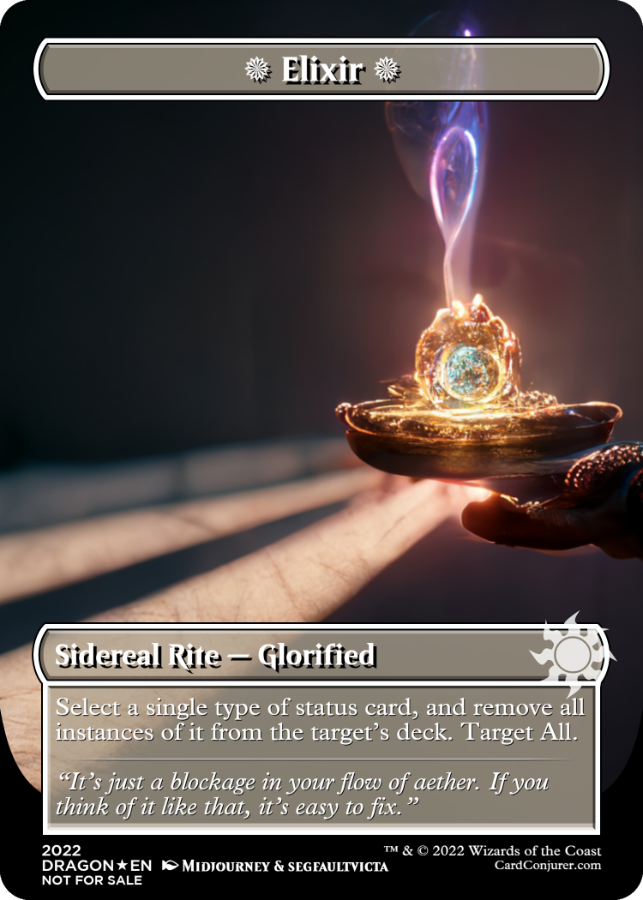 Elixir
Sidereal Rite — Glorified
Select a single type of status card, and remove all
instances of it from the target's deck. Target All.
“It's just a blockage in your flow of aether. If you
think of it like that, it's easy to fix.”
2022
DRAGON★EN MIDJOURNEY & SEGFAULTVICTA
NOT FOR SALE
™ & © 2022 Wizards of the Coast
CardConjurer.com